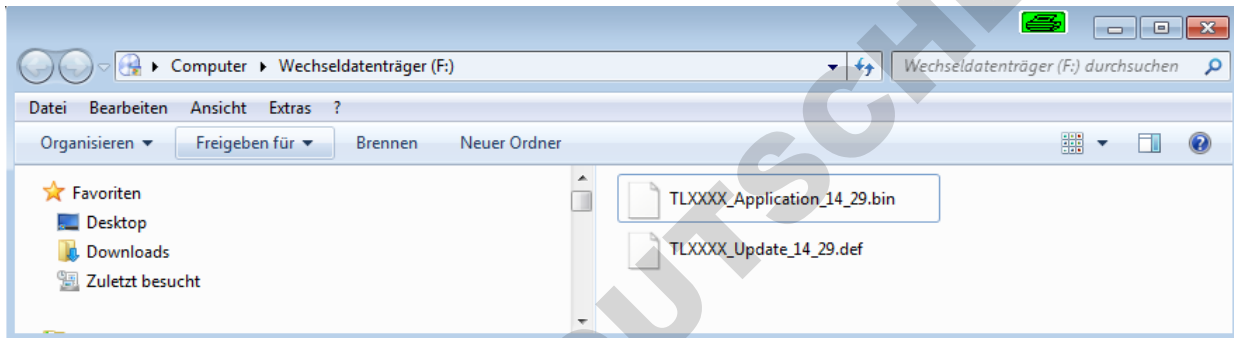 Computer ▸ Wechseldatenträger (F:)
Wechseldatenträger (F:) durchsuchen
Datei Bearbeiten Ansicht Extras ?
Organisieren Freigeben für Brennen Neuer Ordner
Favoriten
Desktop
Downloads
Zuletzt besucht
TLXXXX_Application_14_29.bin
TLXXXX_Update_14_29.def
UTSCHE